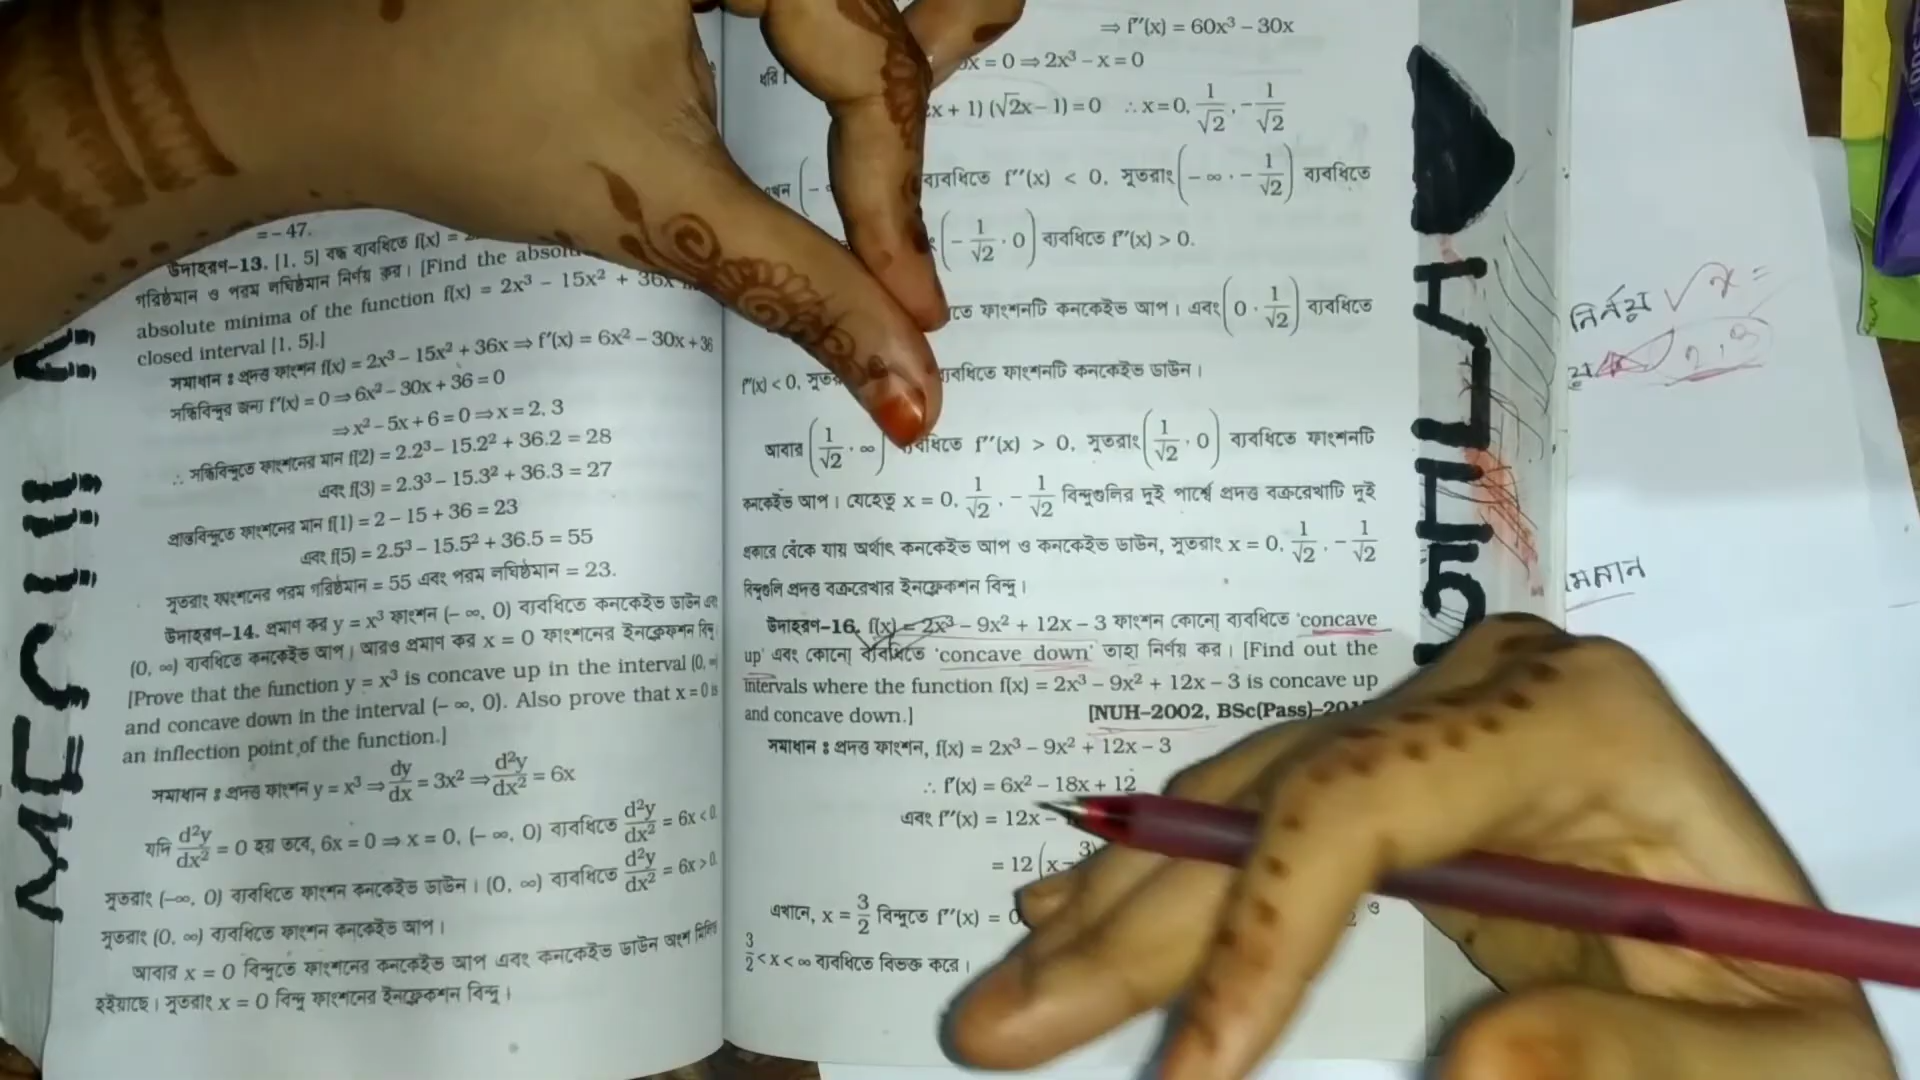 = – 47.
উদাহরণ–13. [1, 5] বদ্ধ ব্যবধিতে f(x) =
গরিষ্ঠমান ও পরম লঘিষ্ঠমান নির্ণয় কর। [Find the
absolute minima of the function f(x) = 2x³ – 15x² + 36x
closed interval [1, 5].]
সমাধান ঃ প্রদত্ত ফাংশন f(x) = 2x³ – 15x² + 36x ⇒ f′(x) = 6x² – 30x + 36
সন্ধিবিন্দুর জন্য f′(x) = 0 ⇒ 6x² – 30x + 36 = 0
⇒ x² – 5x + 6 = 0 ⇒ x = 2, 3
∴ সন্ধিবিন্দুতে ফাংশনের মান f(2) = 2.2³ – 15.2² + 36.2 = 28
এবং f(3) = 2.3³ – 15.3² + 36.3 = 27
প্রান্তবিন্দুতে ফাংশনের মান f(1) = 2 – 15 + 36 = 23
এবং f(5) = 2.5³ – 15.5² + 36.5 = 55
সুতরাং ফাংশনের পরম গরিষ্ঠমান = 55 এবং পরম লঘিষ্ঠমান = 23.
উদাহরণ–14. প্রমাণ কর y = x³ ফাংশন (– ∞, 0) ব্যবধিতে কনকেইভ ডাউন এবং
(0, ∞) ব্যবধিতে কনকেইভ আপ। আরও প্রমাণ কর x = 0 ফাংশনের ইনফ্লেকশন
[Prove that the function y = x³ is concave up in the interval (0,
and concave down in the interval (– ∞, 0). Also prove that x = 0 is
an inflection point of the function.]
সমাধান ঃ প্রদত্ত ফাংশন y = x³ ⇒ dy/dx = 3x² ⇒ d²y/dx² = 6x
যদি d²y/dx² = 0 হয় তবে, 6x = 0 ⇒ x = 0, (– ∞, 0) ব্যবধিতে d²y/dx² = 6x < 0.
সুতরাং (–∞, 0) ব্যবধিতে ফাংশন কনকেইভ ডাউন। (0, ∞) ব্যবধিতে d²y/dx² = 6x > 0.
সুতরাং (0, ∞) ব্যবধিতে ফাংশন কনকেইভ আপ।
আবার x = 0 বিন্দুতে ফাংশনের কনকেইভ আপ এবং কনকেইভ ডাউন অংশ মিলিত
হইয়াছে। সুতরাং x = 0 বিন্দু ফাংশনের ইনফ্লেকশন বিন্দু।
⇒ f″(x) = 60x³ – 30x
ধরি x = 0 ⇒ 2x³ – x = 0
x + 1) (√2x – 1) = 0 ∴ x = 0, 1/√2, – 1/√2
ব্যবধিতে f″(x) < 0, সুতরাং (– ∞ · – 1/√2) ব্যবধিতে
(– 1/√2 · 0) ব্যবধিতে f″(x) > 0.
ফাংশনটি কনকেইভ আপ। এবং (0 · 1/√2) ব্যবধিতে
f″(x) < 0, ব্যবধিতে ফাংশনটি কনকেইভ ডাউন।
আবার (1/√2 · ∞) ব্যবধিতে f″(x) > 0, সুতরাং (1/√2 · 0) ব্যবধিতে ফাংশনটি
কনকেইভ আপ। যেহেতু x = 0, 1/√2, – 1/√2 বিন্দুগুলির দুই পার্শ্বে প্রদত্ত বক্ররেখাটি দুই
প্রকারে বেঁকে যায় অর্থাৎ কনকেইভ আপ ও কনকেইভ ডাউন, সুতরাং x = 0, 1/√2, – 1/√2
বিন্দুগুলি প্রদত্ত বক্ররেখার ইনফ্লেকশন বিন্দু।
উদাহরণ–16. f(x) = 2x³ – 9x² + 12x – 3 ফাংশন কোনো ব্যবধিতে 'concave
up' এবং কোনো ব্যবধিতে 'concave down' তাহা নির্ণয় কর। [Find out the
intervals where the function f(x) = 2x³ – 9x² + 12x – 3 is concave up
and concave down.] [NUH–2002, BSc(Pass)–
সমাধান ঃ প্রদত্ত ফাংশন, f(x) = 2x³ – 9x² + 12x – 3
∴ f′(x) = 6x² – 18x + 12
এবং f″(x) = 12x –
= 12 (x – 3
এখানে, x = 3/2 বিন্দুতে f″(x) = 0 ও
3/2 < x < ∞ ব্যবধিতে বিভক্ত করে।
নির্ণয় √ x =
2, 3
MATH